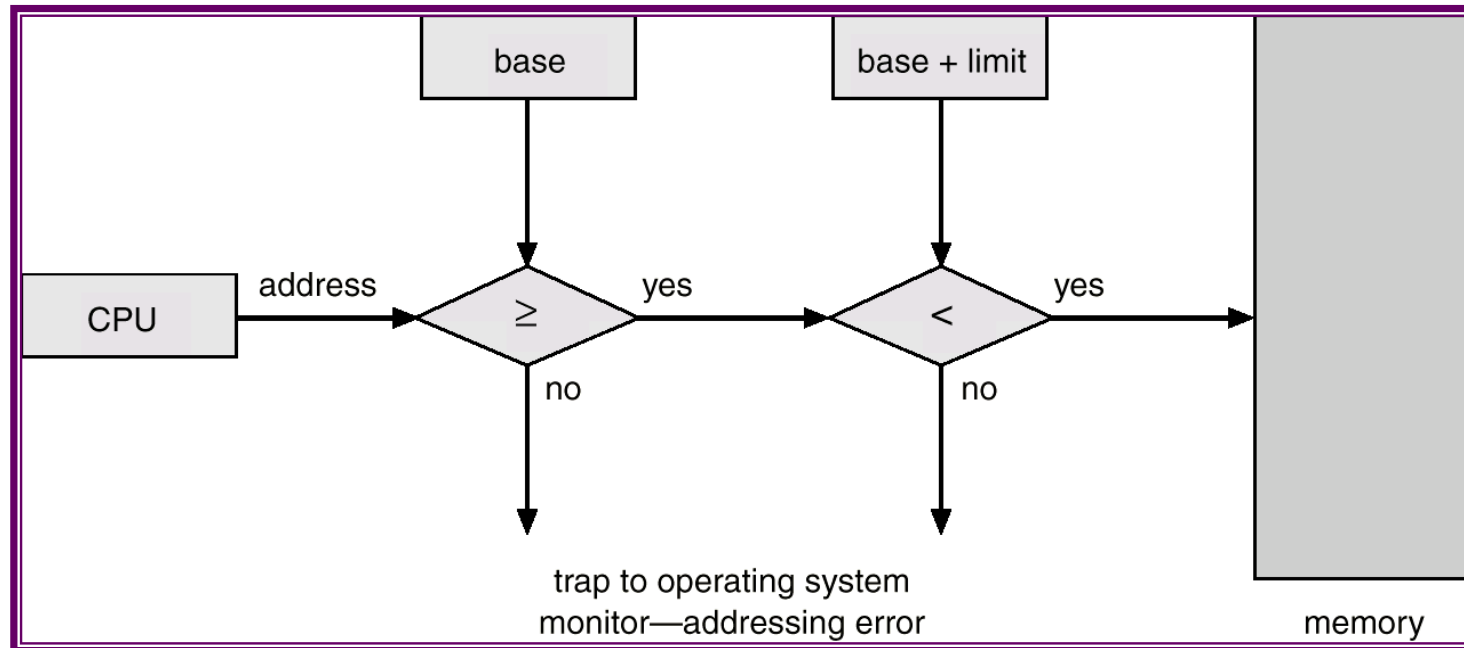 base
base + limit
address
yes
yes
CPU
≥
<
no
no
trap to operating system
monitor—addressing error
memory